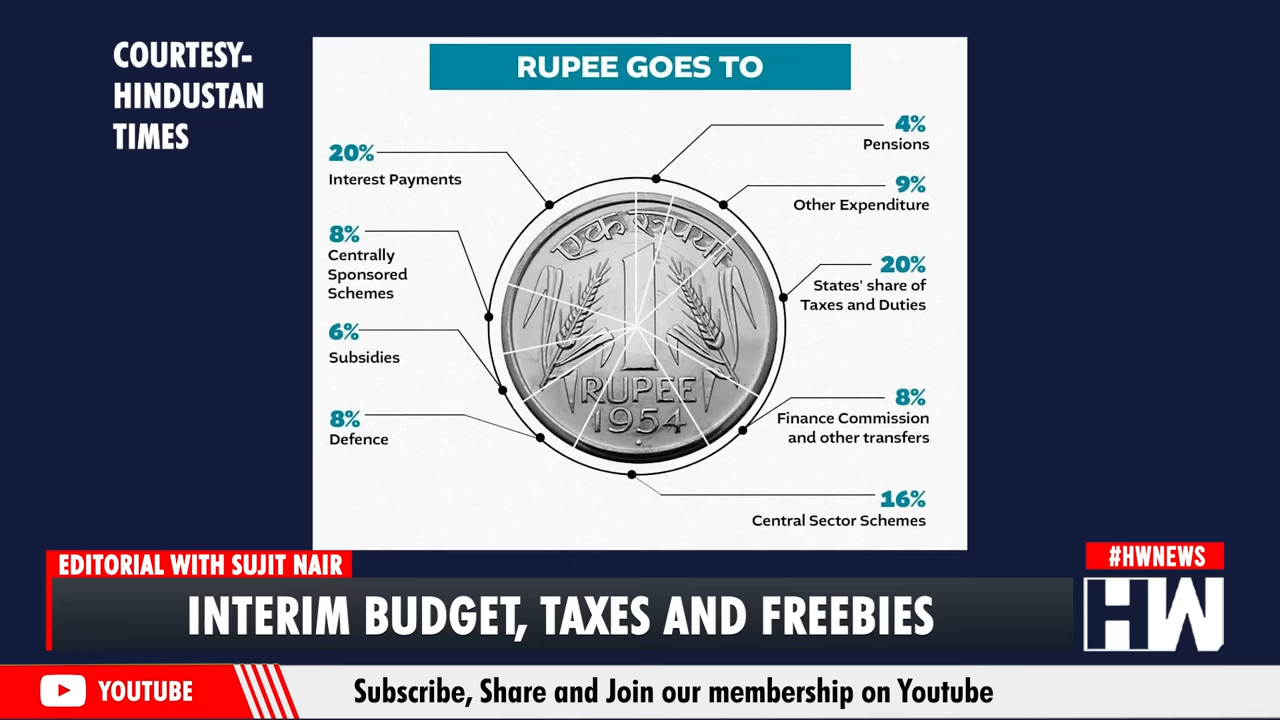 COURTESY-
HINDUSTAN
TIMES
RUPEE GOES TO
20%
Interest Payments
8%
Centrally
Sponsored
Schemes
6%
Subsidies
8%
Defence
4%
Pensions
9%
Other Expenditure
20%
States' share of
Taxes and Duties
8%
Finance Commission
and other transfers
16%
Central Sector Schemes
एक रुपया
1
RUPEE
1954
EDITORIAL WITH SUJIT NAIR
INTERIM BUDGET, TAXES AND FREEBIES
#HWNEWS
HW
YOUTUBE
Subscribe, Share and Join our membership on Youtube